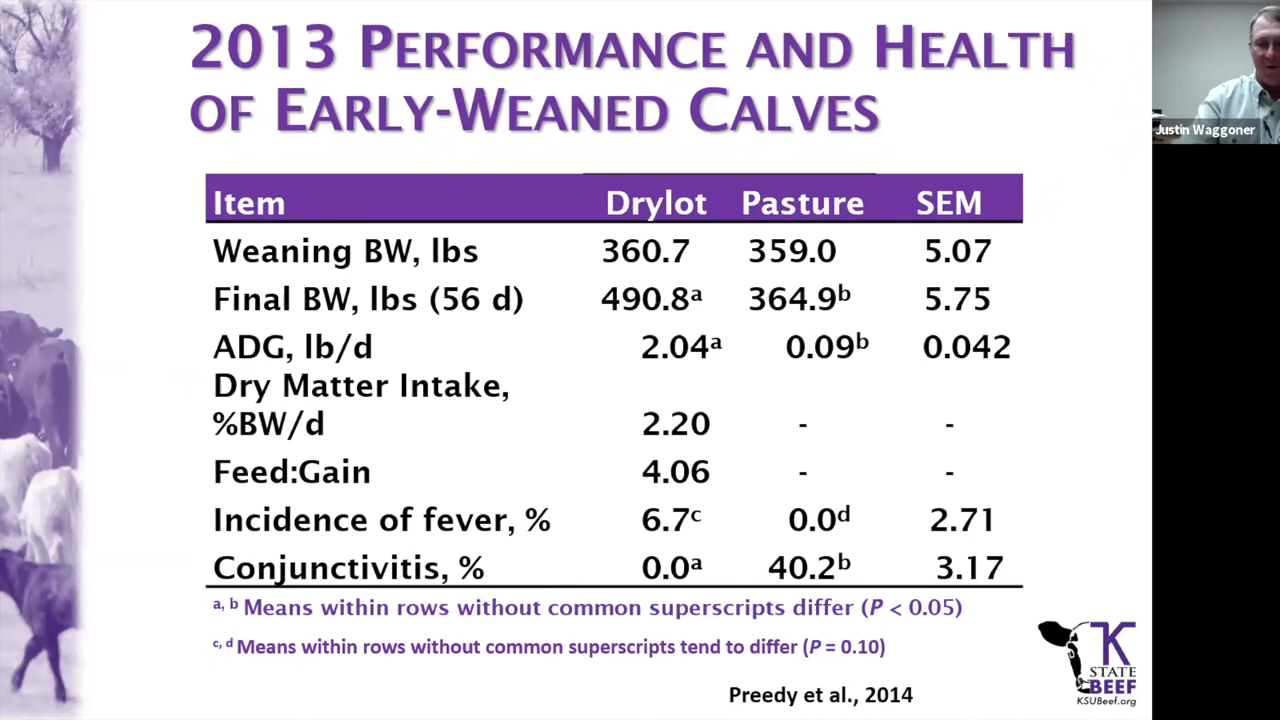 2013 PERFORMANCE AND HEALTH
OF EARLY-WEANED CALVES
Justin Waggoner
Item Drylot Pasture SEM
Weaning BW, lbs 360.7 359.0 5.07
Final BW, lbs (56 d) 490.8a 364.9b 5.75
ADG, lb/d 2.04a 0.09b 0.042
Dry Matter Intake,
%BW/d 2.20 - -
Feed:Gain 4.06 - -
Incidence of fever, % 6.7c 0.0d 2.71
Conjunctivitis, % 0.0a 40.2b 3.17
a, b Means within rows without common superscripts differ (P < 0.05)
c, d Means within rows without common superscripts tend to differ (P = 0.10)
Preedy et al., 2014
K
STATE
BEEF
KSUBeef.org